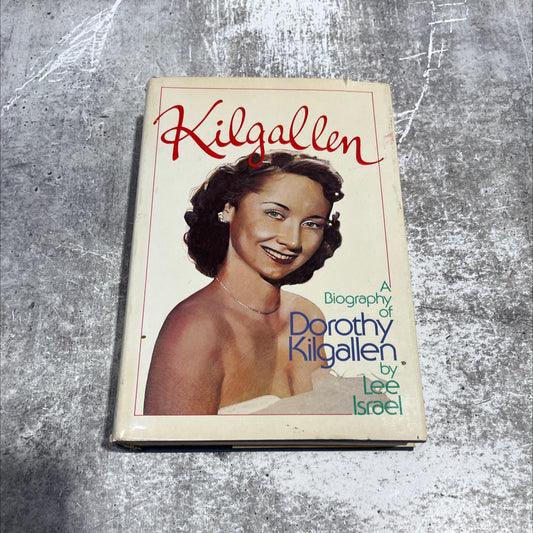 Kilgallen
A
Biography
of
Dorothy
Kilgallen
by
Lee
Israel